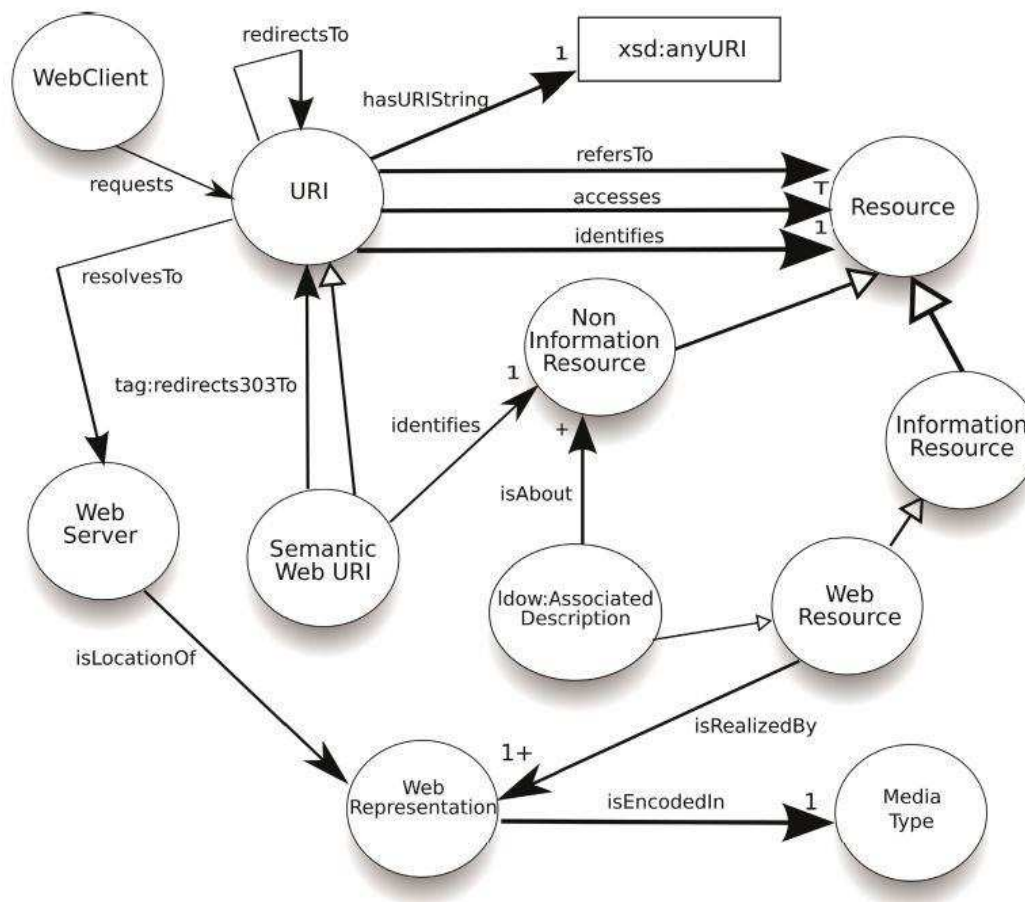 redirectsTo
WebClient
1
xsd:anyURI
hasURIString
requests
URI
refersTo
accesses
identifies
1
Resource
resolvesTo
Non
Information
Resource
1
tag:redirects303To
identifies
+
Information
Resource
isAbout
Web
Server
Semantic
Web URI
ldow:Associated
Description
Web
Resource
isLocationOf
isRealizedBy
1+
Web
Representation
isEncodedIn
1
Media
Type